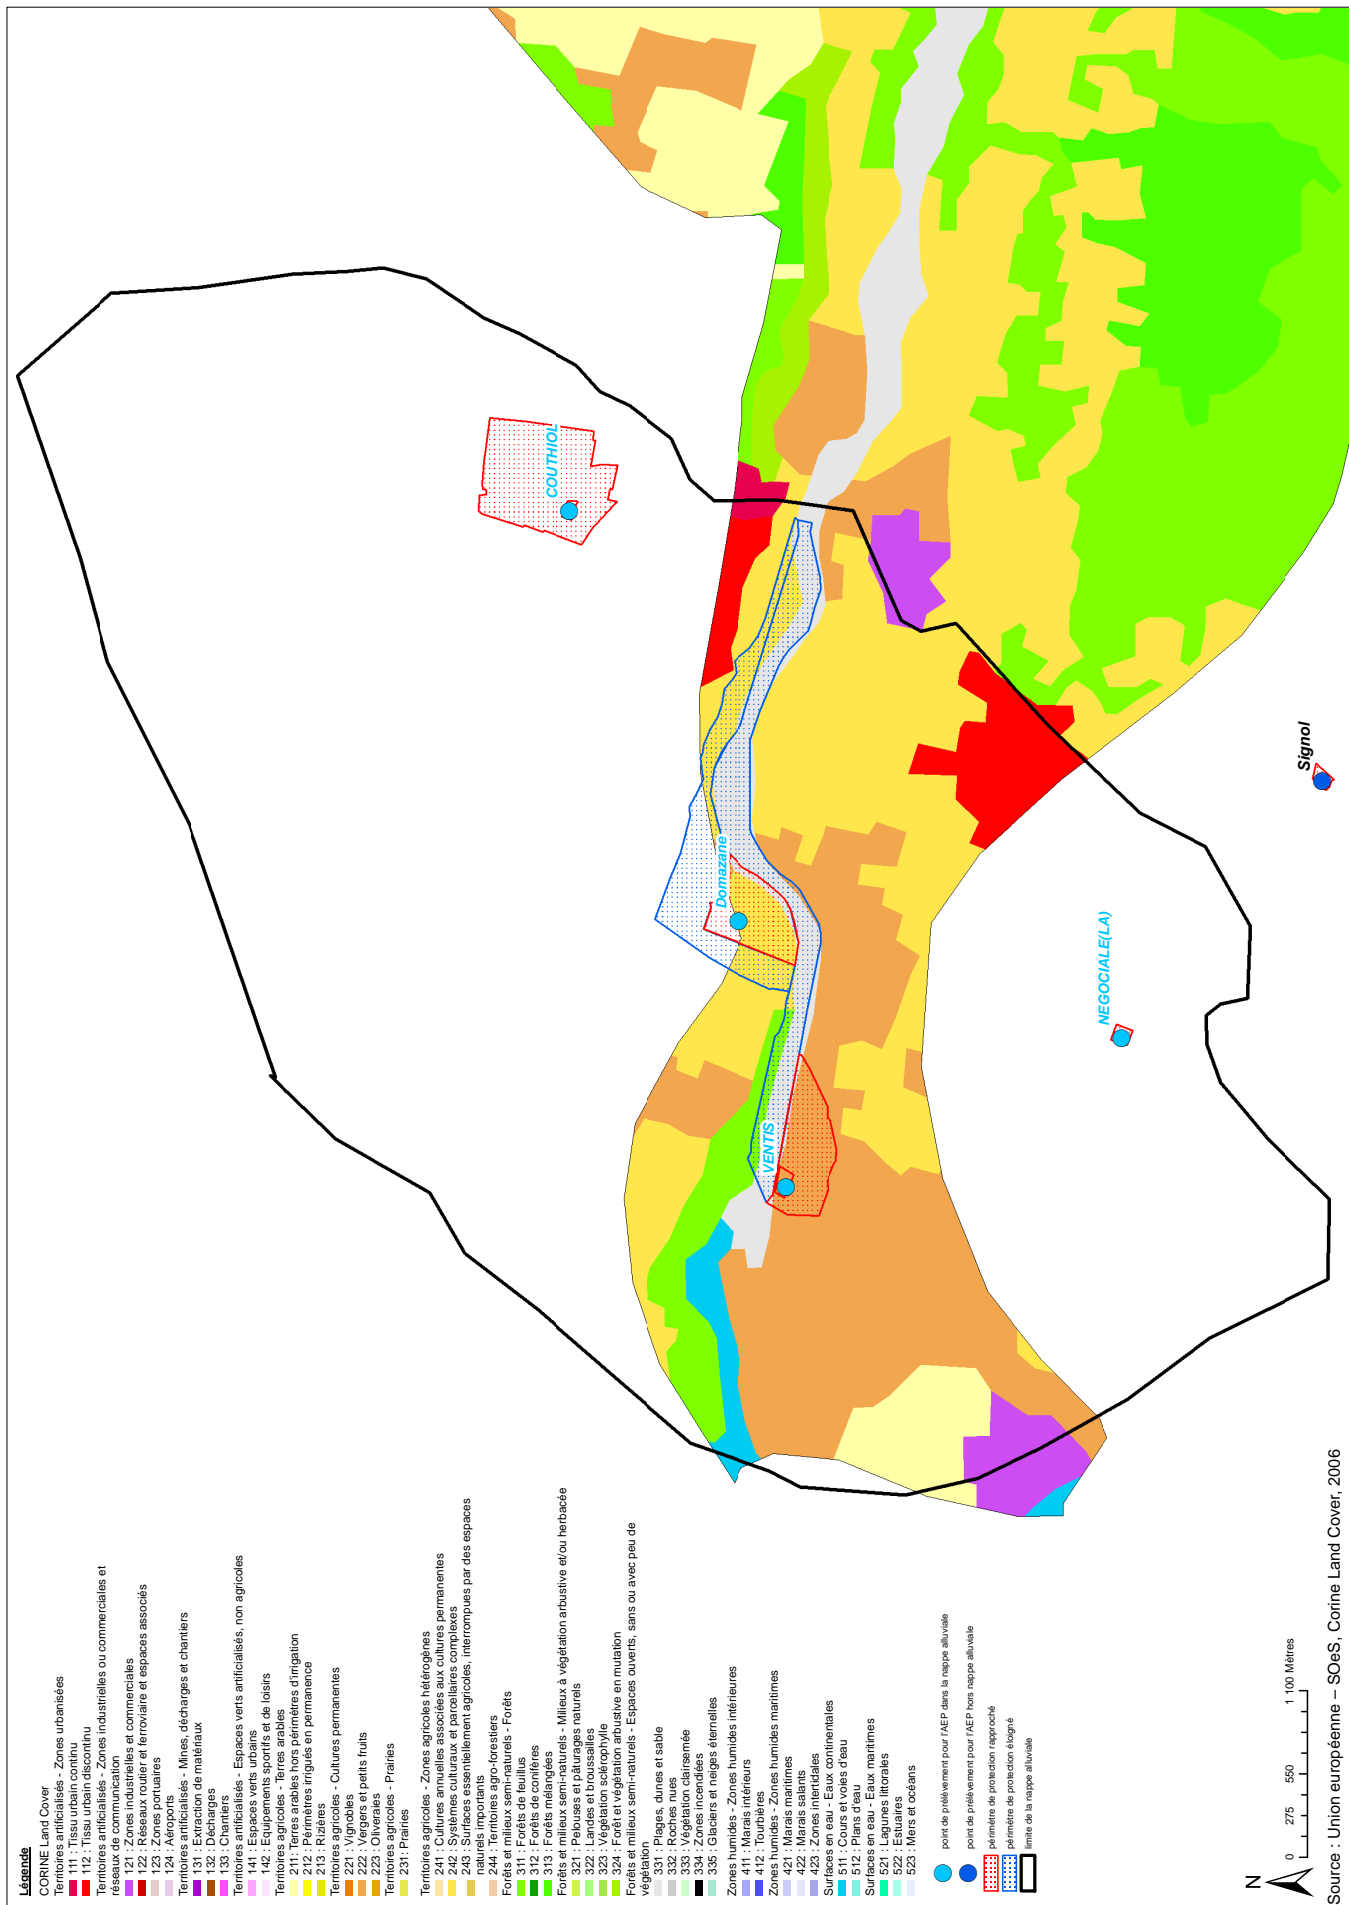 Légende
CORINE Land Cover
Territoires artificialisés - Zones urbanisées
111 : Tissu urbain continu
112 : Tissu urbain discontinu
Territoires artificialisés - Zones industrielles ou commerciales et
réseaux de communication
121 : Zones industrielles et commerciales
122 : Réseaux routier et ferroviaire et espaces associés
123 : Zones portuaires
124 : Aéroports
Territoires artificialisés - Mines, décharges et chantiers
131 : Extraction de matériaux
132 : Décharges
133 : Chantiers
Territoires artificialisés - Espaces verts artificialisés, non agricoles
141 : Espaces verts urbains
142 : Equipements sportifs et de loisirs
Territoires agricoles - Terres arables
211 : Terres arables hors périmètres d'irrigation
212 : Périmètres irrigués en permanence
213 : Rizières
Territoires agricoles - Cultures permanentes
221 : Vignobles
222 : Vergers et petits fruits
223 : Oliveraies
Territoires agricoles - Prairies
231: Prairies
Territoires agricoles - Zones agricoles hétérogènes
241 : Cultures annuelles associées aux cultures permanentes
242 : Systèmes culturaux et parcellaires complexes
243 : Surfaces essentiellement agricoles, interrompues par des espaces
naturels importants
244 : Territoires agro-forestiers
Forêts et milieux semi-naturels - Forêts
311 : Forêts de feuillus
312 : Forêts de conifères
313 : Forêts mélangées
Forêts et milieux semi-naturels - Milieux à végétation arbustive et/ou herbacée
321 : Pelouses et pâturages naturels
322 : Landes et broussailles
323 : Végétation sclérophylle
324 : Forêt et végétation arbustive en mutation
Forêts et milieux semi-naturels - Espaces ouverts, sans ou avec peu de
végétation
331 : Plages, dunes et sable
332 : Roches nues
333 : Végétation clairsemée
334 : Zones incendiées
335 : Glaciers et neiges éternelles
Zones humides - Zones humides intérieures
411 : Marais intérieurs
412 : Tourbières
Zones humides - Zones humides maritimes
421 : Marais maritimes
422 : Marais salants
423 : Zones intertidales
Surfaces en eau - Eaux continentales
511 : Cours et voies d'eau
512 : Plans d'eau
Surfaces en eau - Eaux maritimes
521 : Lagunes littorales
522 : Estuaires
523 : Mers et océans
point de prélèvement pour l'AEP dans la nappe alluviale
point de prélèvement pour l'AEP hors nappe alluviale
périmètre de protection rapproché
périmètre de protection éloigné
limite de la nappe alluviale
N
0 275 550 1 100 Mètres
Source : Union européenne – SOeS, Corine Land Cover, 2006
COUTHIOL
Domazane
VENTIS
NEGOCIALE(LA)
Signol